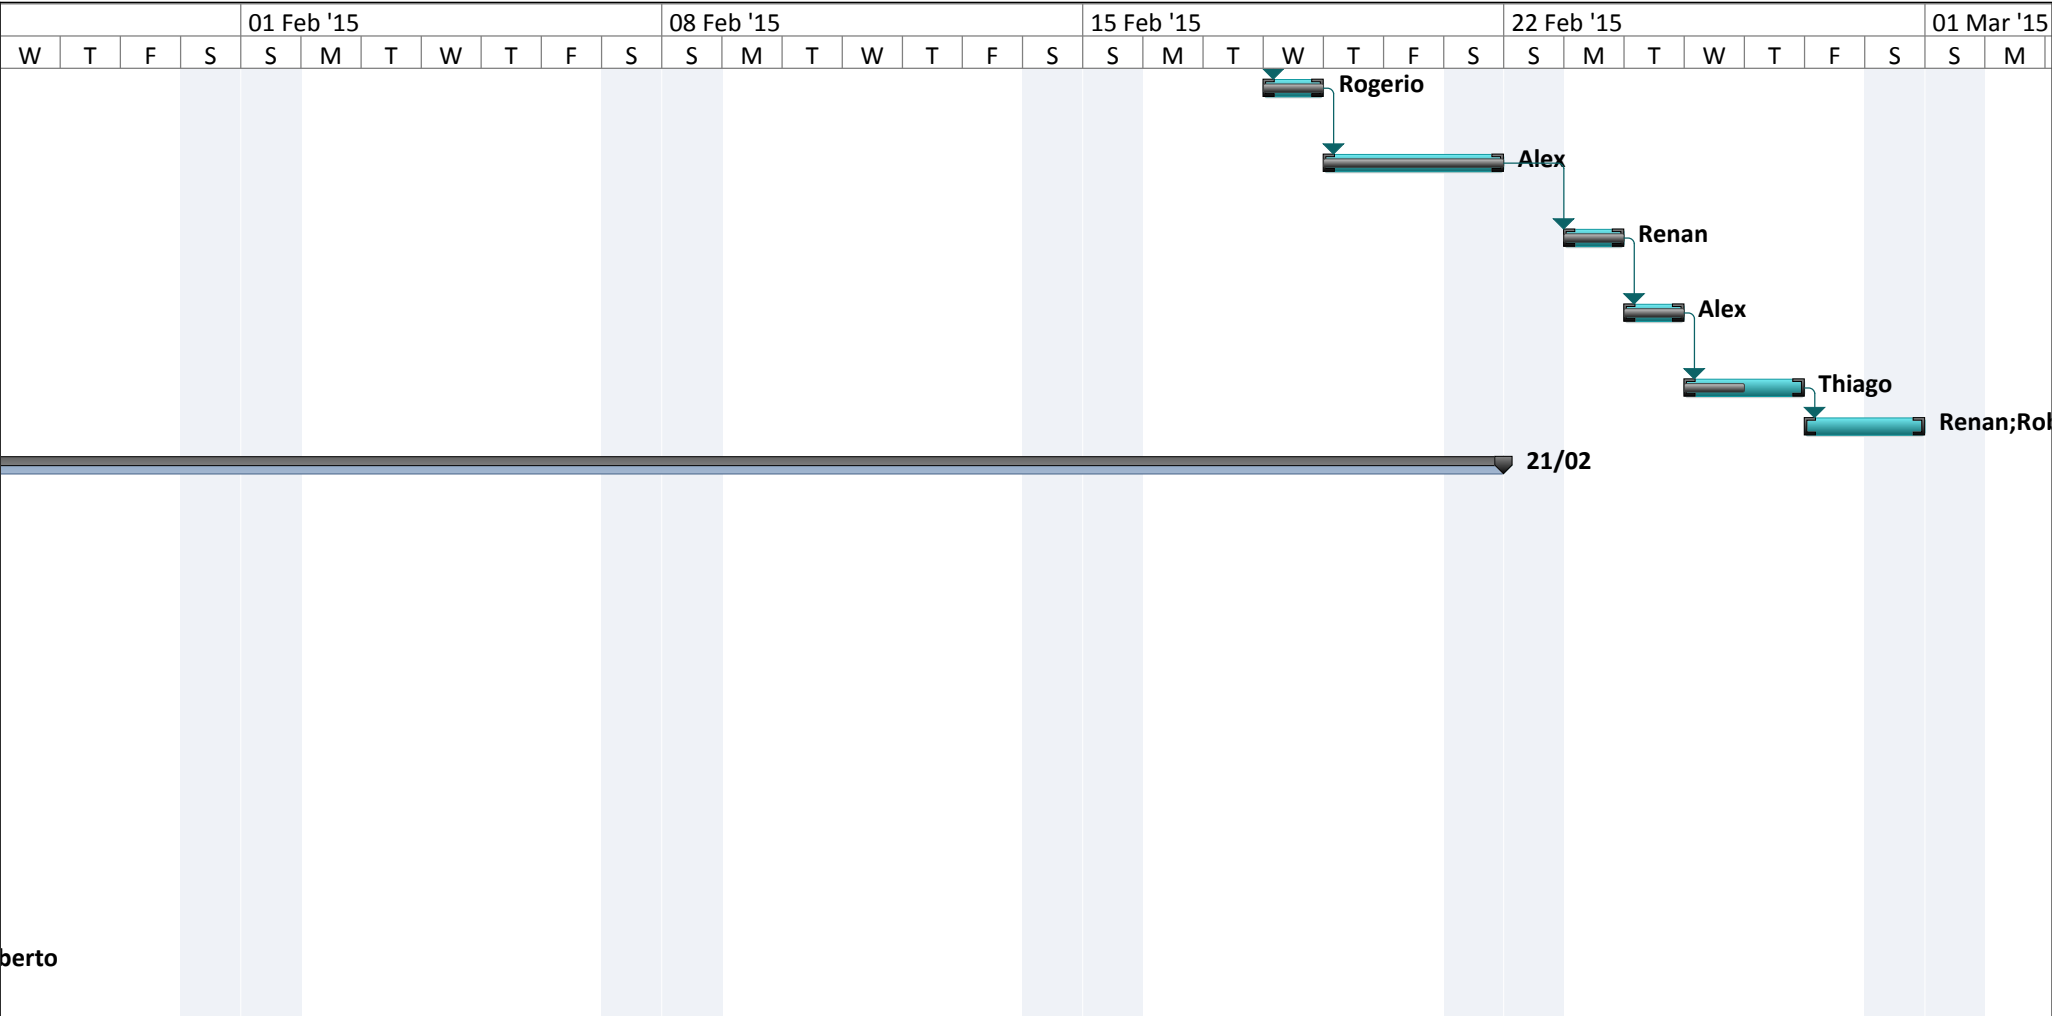 01 Feb '15 08 Feb '15 15 Feb '15 22 Feb '15 01 Mar '15
W T F S S M T W T F S S M T W T F S S M T W T F S S M T W T F S S M
Rogerio
Alex
Renan
Alex
Thiago
Renan;Rob
21/02
berto